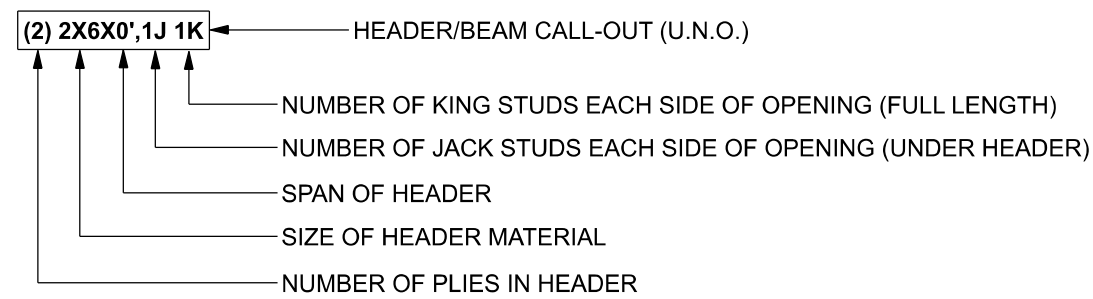 (2) 2X6X0',1J 1K
HEADER/BEAM CALL-OUT (U.N.O.)
NUMBER OF KING STUDS EACH SIDE OF OPENING (FULL LENGTH)
NUMBER OF JACK STUDS EACH SIDE OF OPENING (UNDER HEADER)
SPAN OF HEADER
SIZE OF HEADER MATERIAL
NUMBER OF PLIES IN HEADER